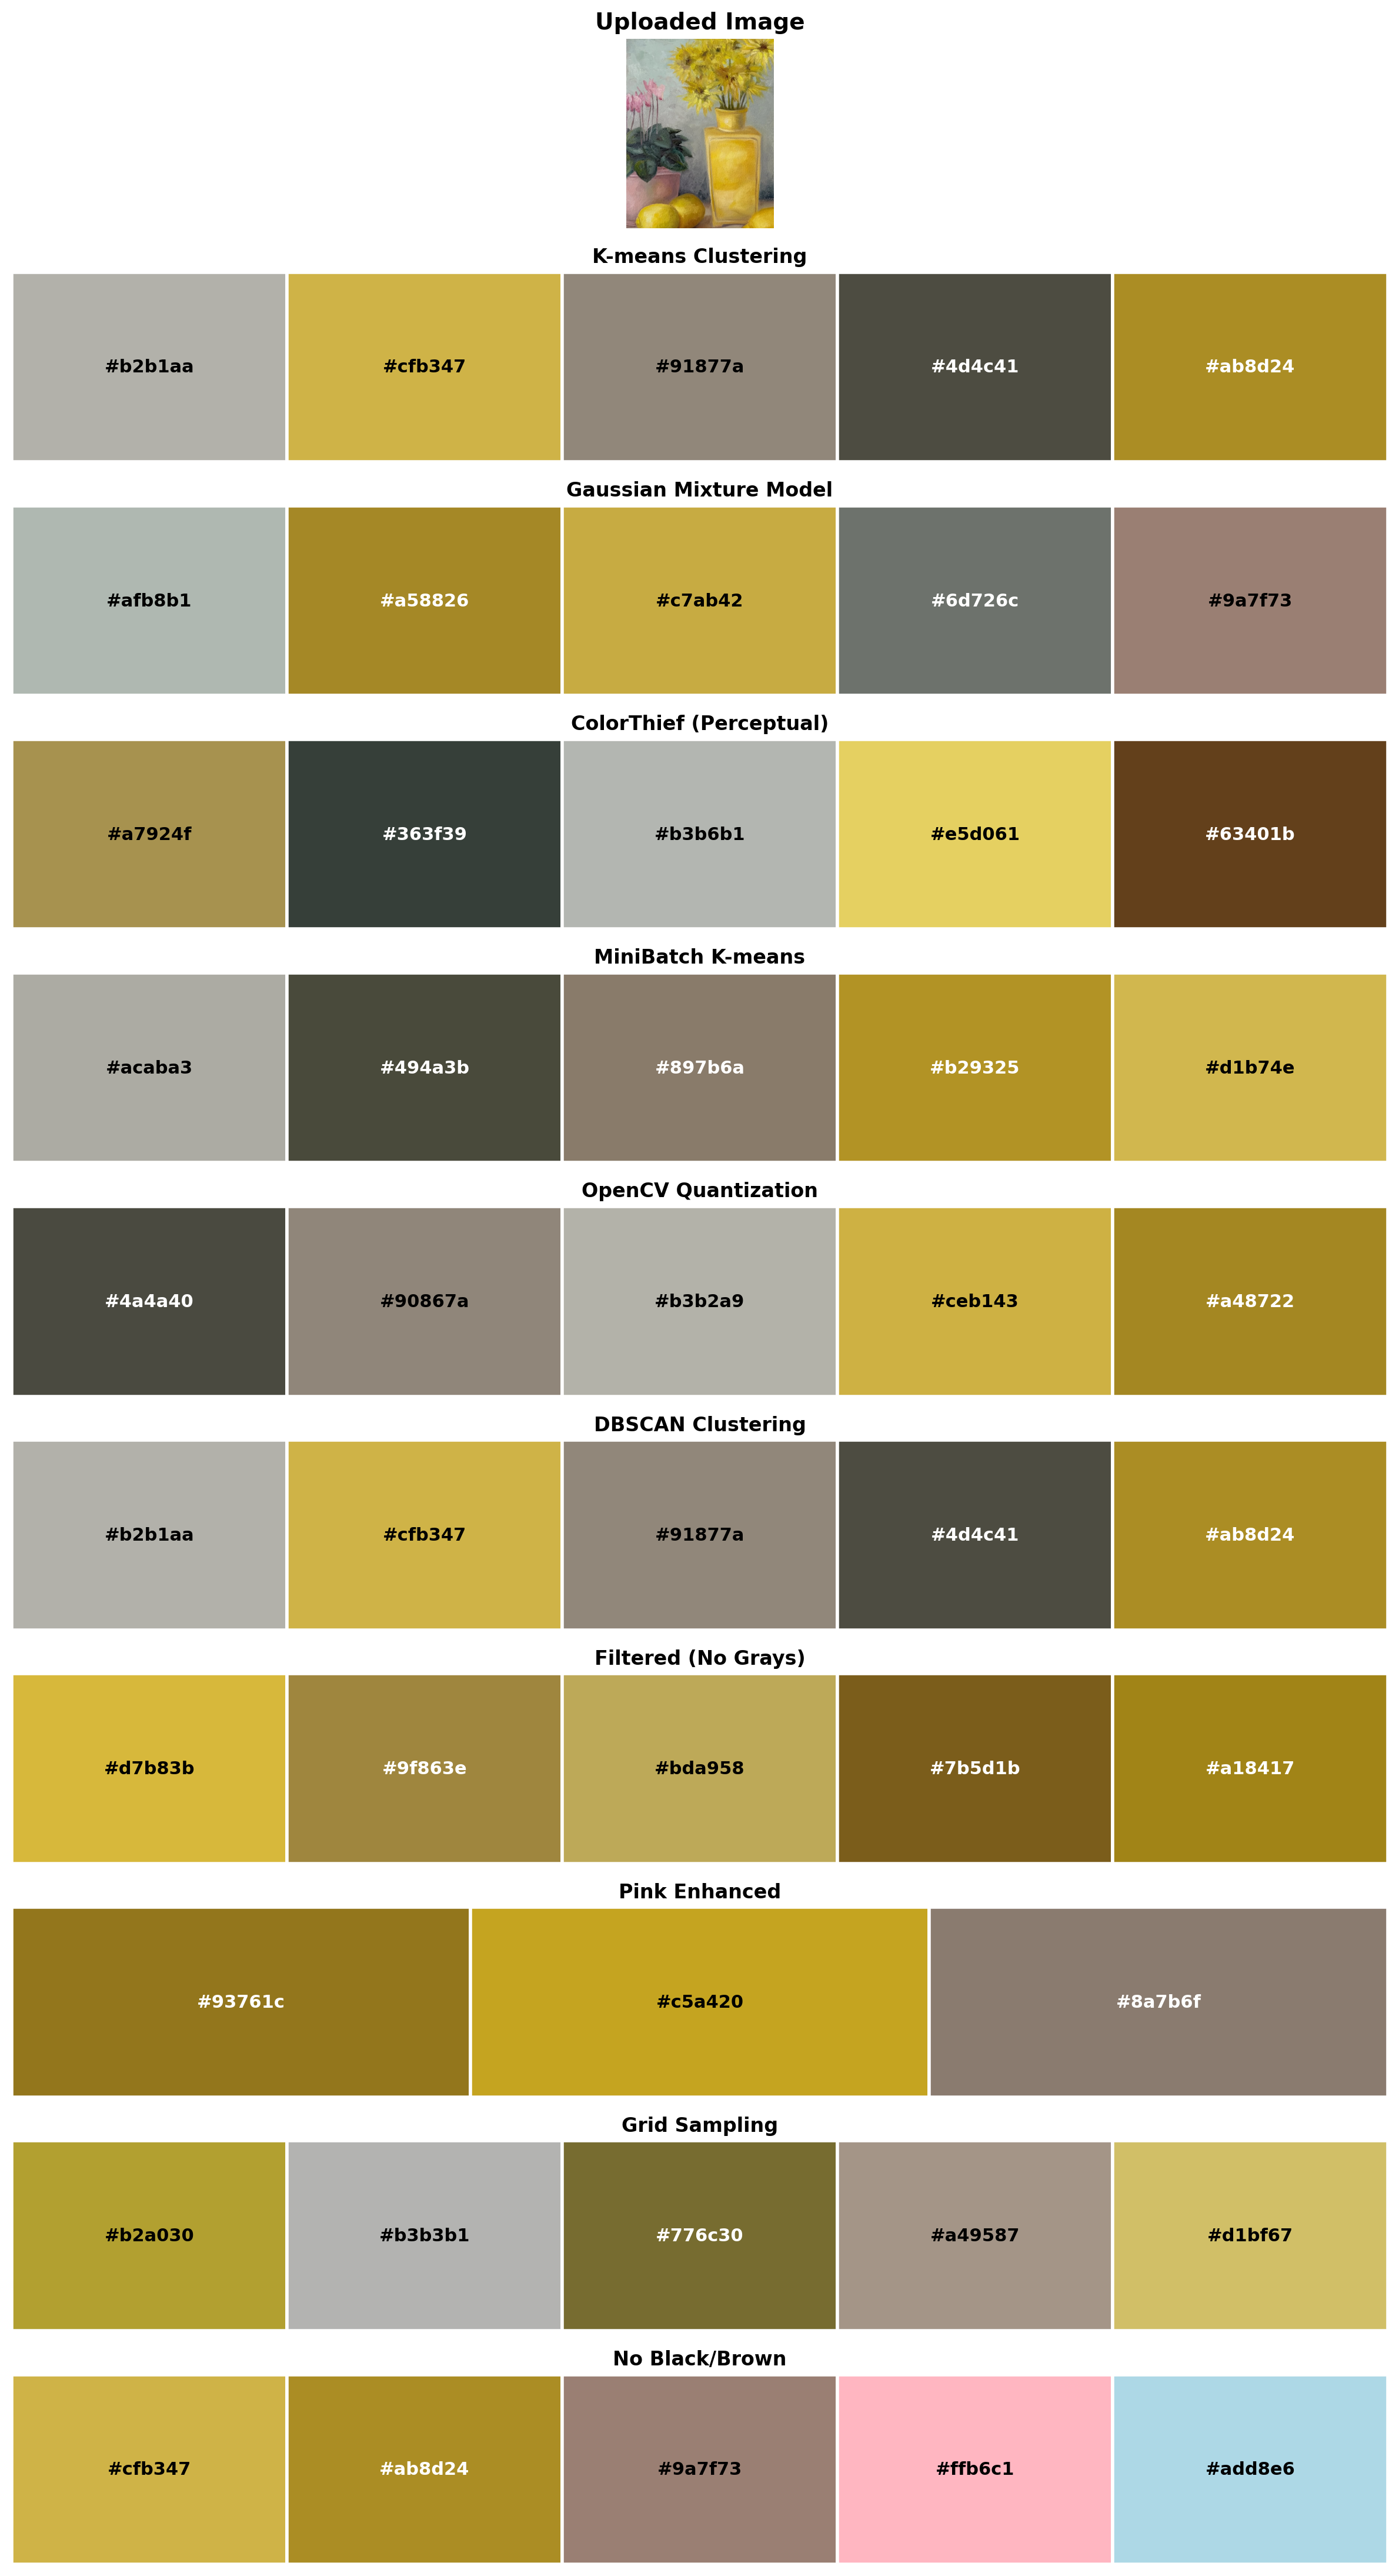 Uploaded Image
K-means Clustering
#b2b1aa #cfb347 #91877a #4d4c41 #ab8d24
Gaussian Mixture Model
#afb8b1 #a58826 #c7ab42 #6d726c #9a7f73
ColorThief (Perceptual)
#a7924f #363f39 #b3b6b1 #e5d061 #63401b
MiniBatch K-means
#acaba3 #494a3b #897b6a #b29325 #d1b74e
OpenCV Quantization
#4a4a40 #90867a #b3b2a9 #ceb143 #a48722
DBSCAN Clustering
#b2b1aa #cfb347 #91877a #4d4c41 #ab8d24
Filtered (No Grays)
#d7b83b #9f863e #bda958 #7b5d1b #a18417
Pink Enhanced
#93761c #c5a420 #8a7b6f
Grid Sampling
#b2a030 #b3b3b1 #776c30 #a49587 #d1bf67
No Black/Brown
#cfb347 #ab8d24 #9a7f73 #ffb6c1 #add8e6